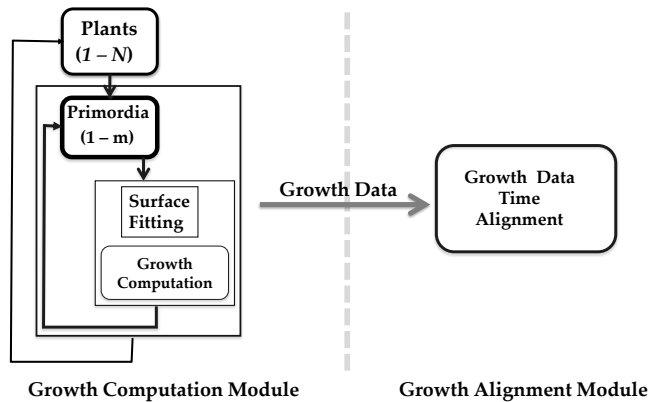 Plants
(1 – N)
Primordia
(1 – m)
Surface
Fitting
Growth
Computation
Growth Data
Growth Data
Time
Alignment
Growth Computation Module
Growth Alignment Module